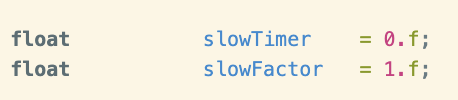 float           slowTimer    = 0.f;
float           slowFactor   = 1.f;